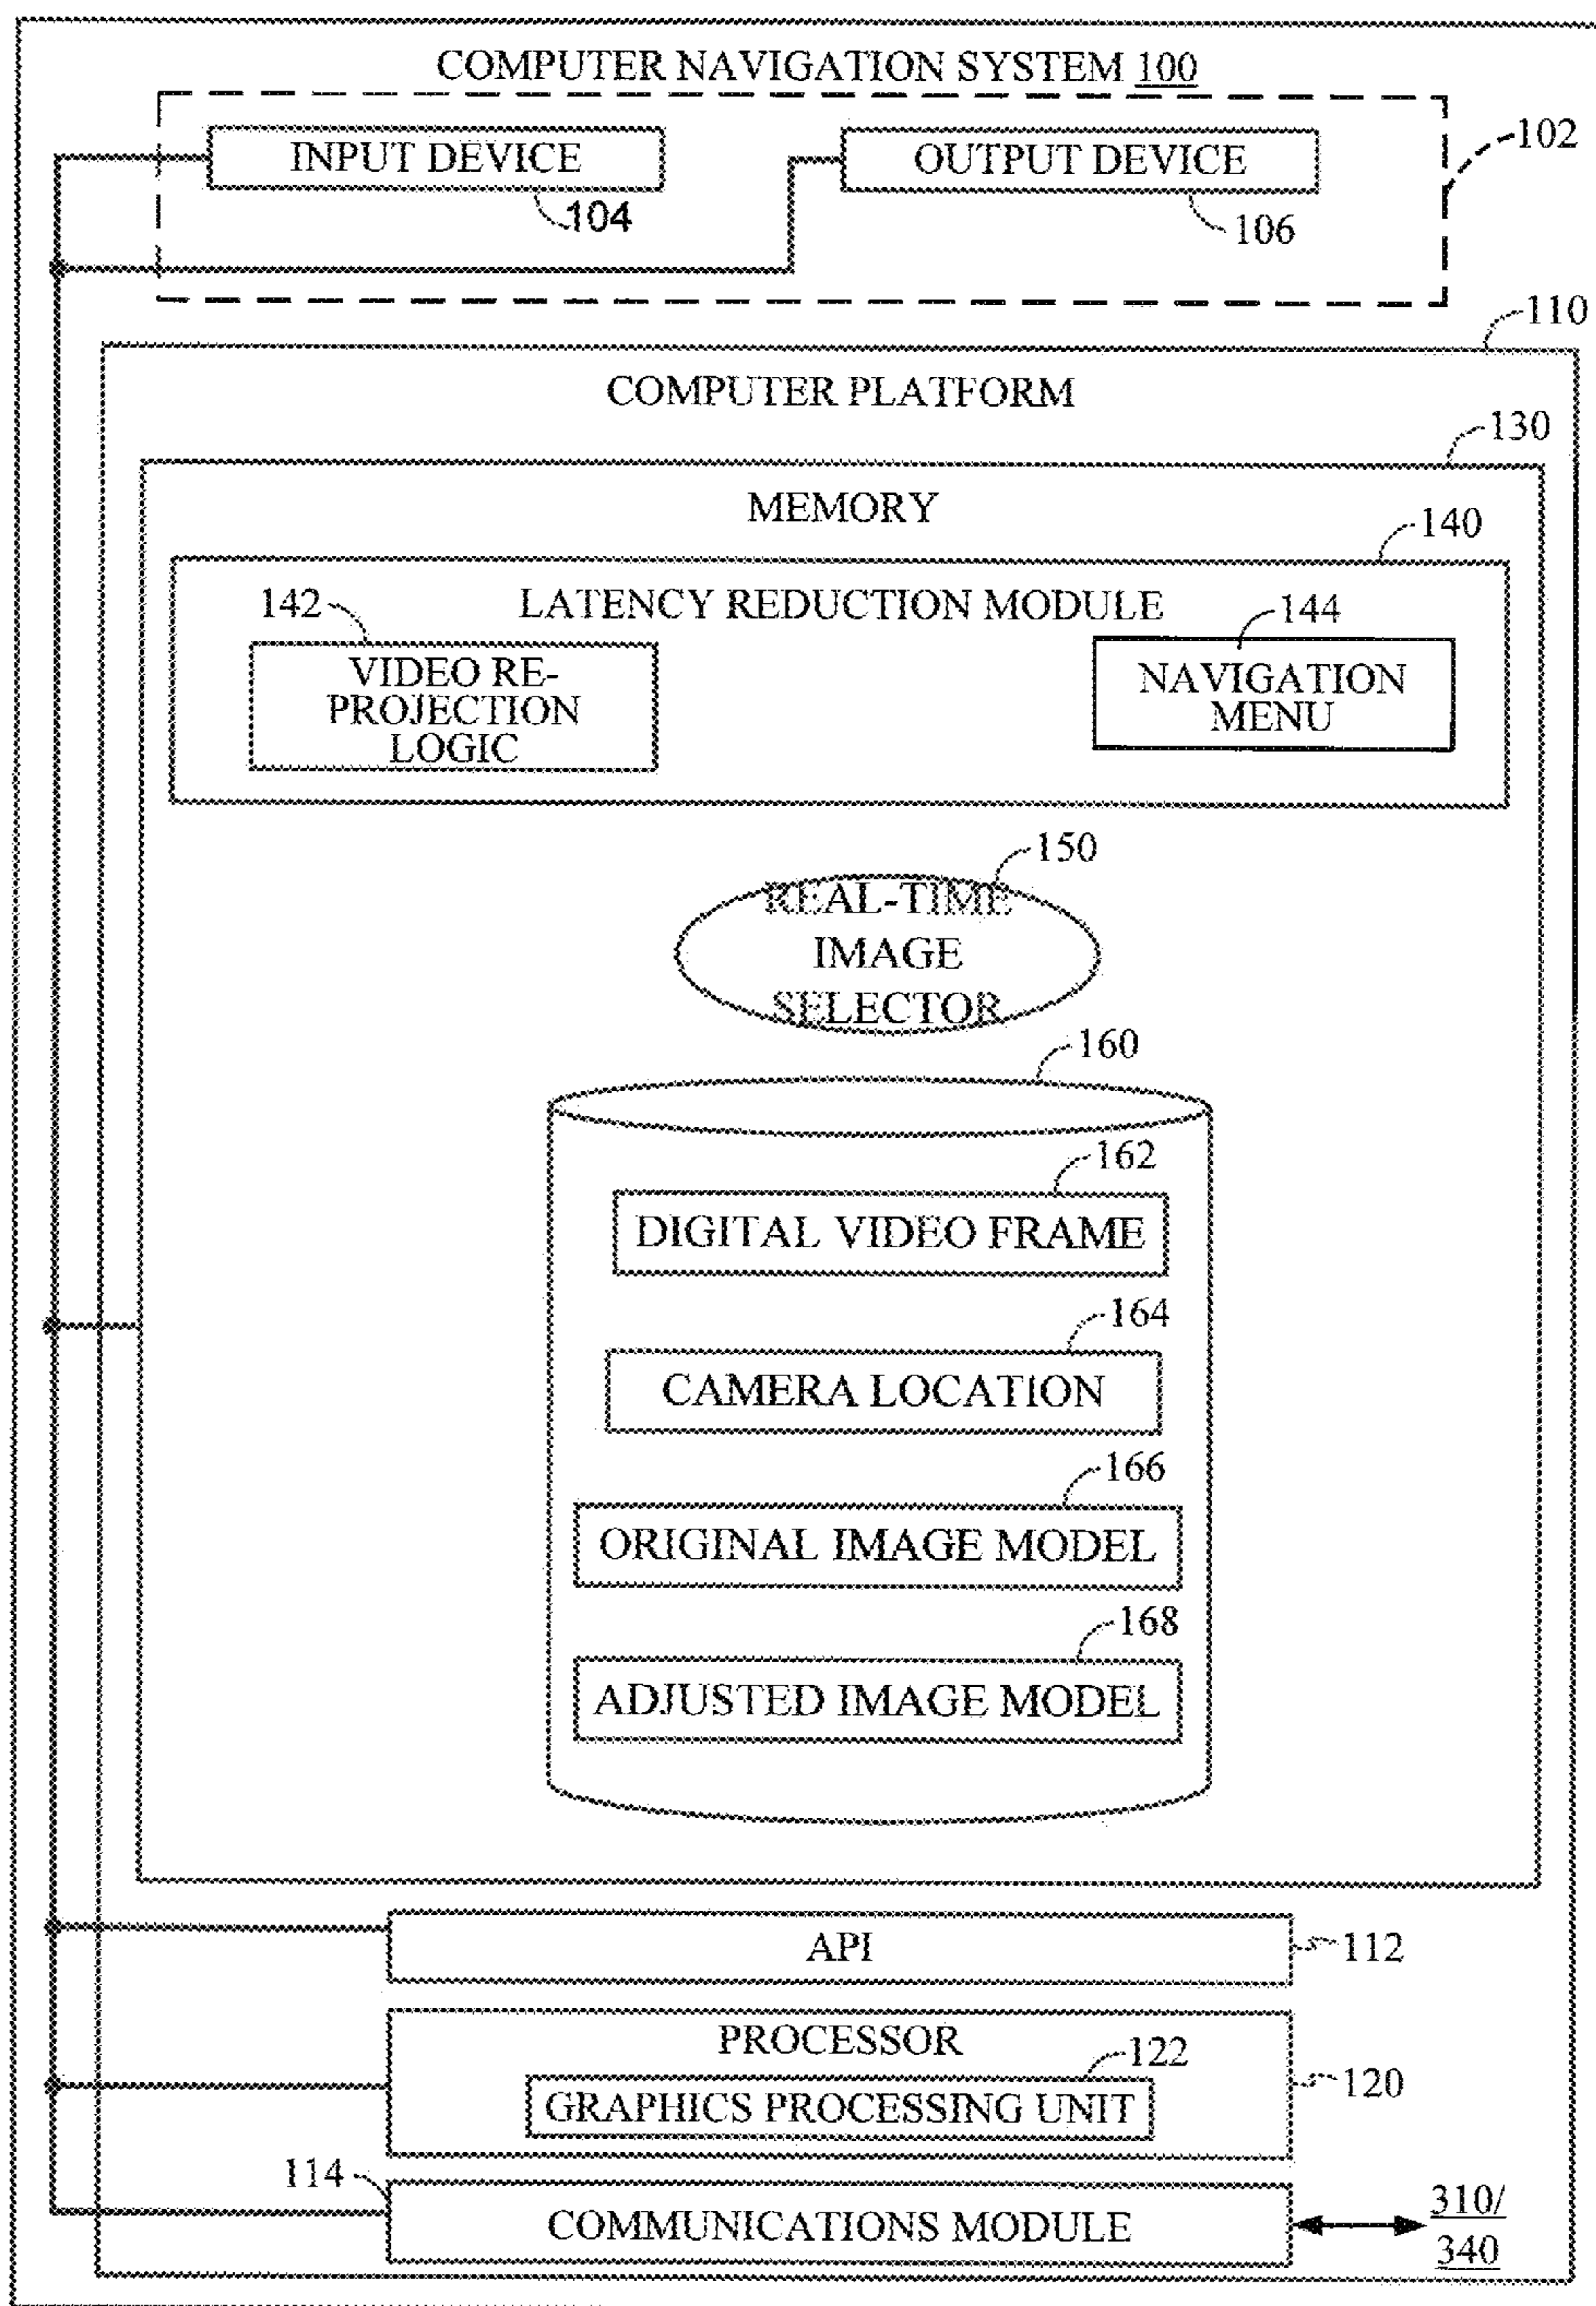 COMPUTER NAVIGATION SYSTEM 100
INPUT DEVICE
OUTPUT DEVICE
102
104
106
110
COMPUTER PLATFORM
130
MEMORY
140
142
LATENCY REDUCTION MODULE
144
VIDEO RE-
PROJECTION
LOGIC
NAVIGATION
MENU
150
REAL-TIME
IMAGE
SELECTOR
160
162
DIGITAL VIDEO FRAME
164
CAMERA LOCATION
166
ORIGINAL IMAGE MODEL
168
ADJUSTED IMAGE MODEL
API
112
PROCESSOR
122
GRAPHICS PROCESSING UNIT
120
114
COMMUNICATIONS MODULE
310/
340